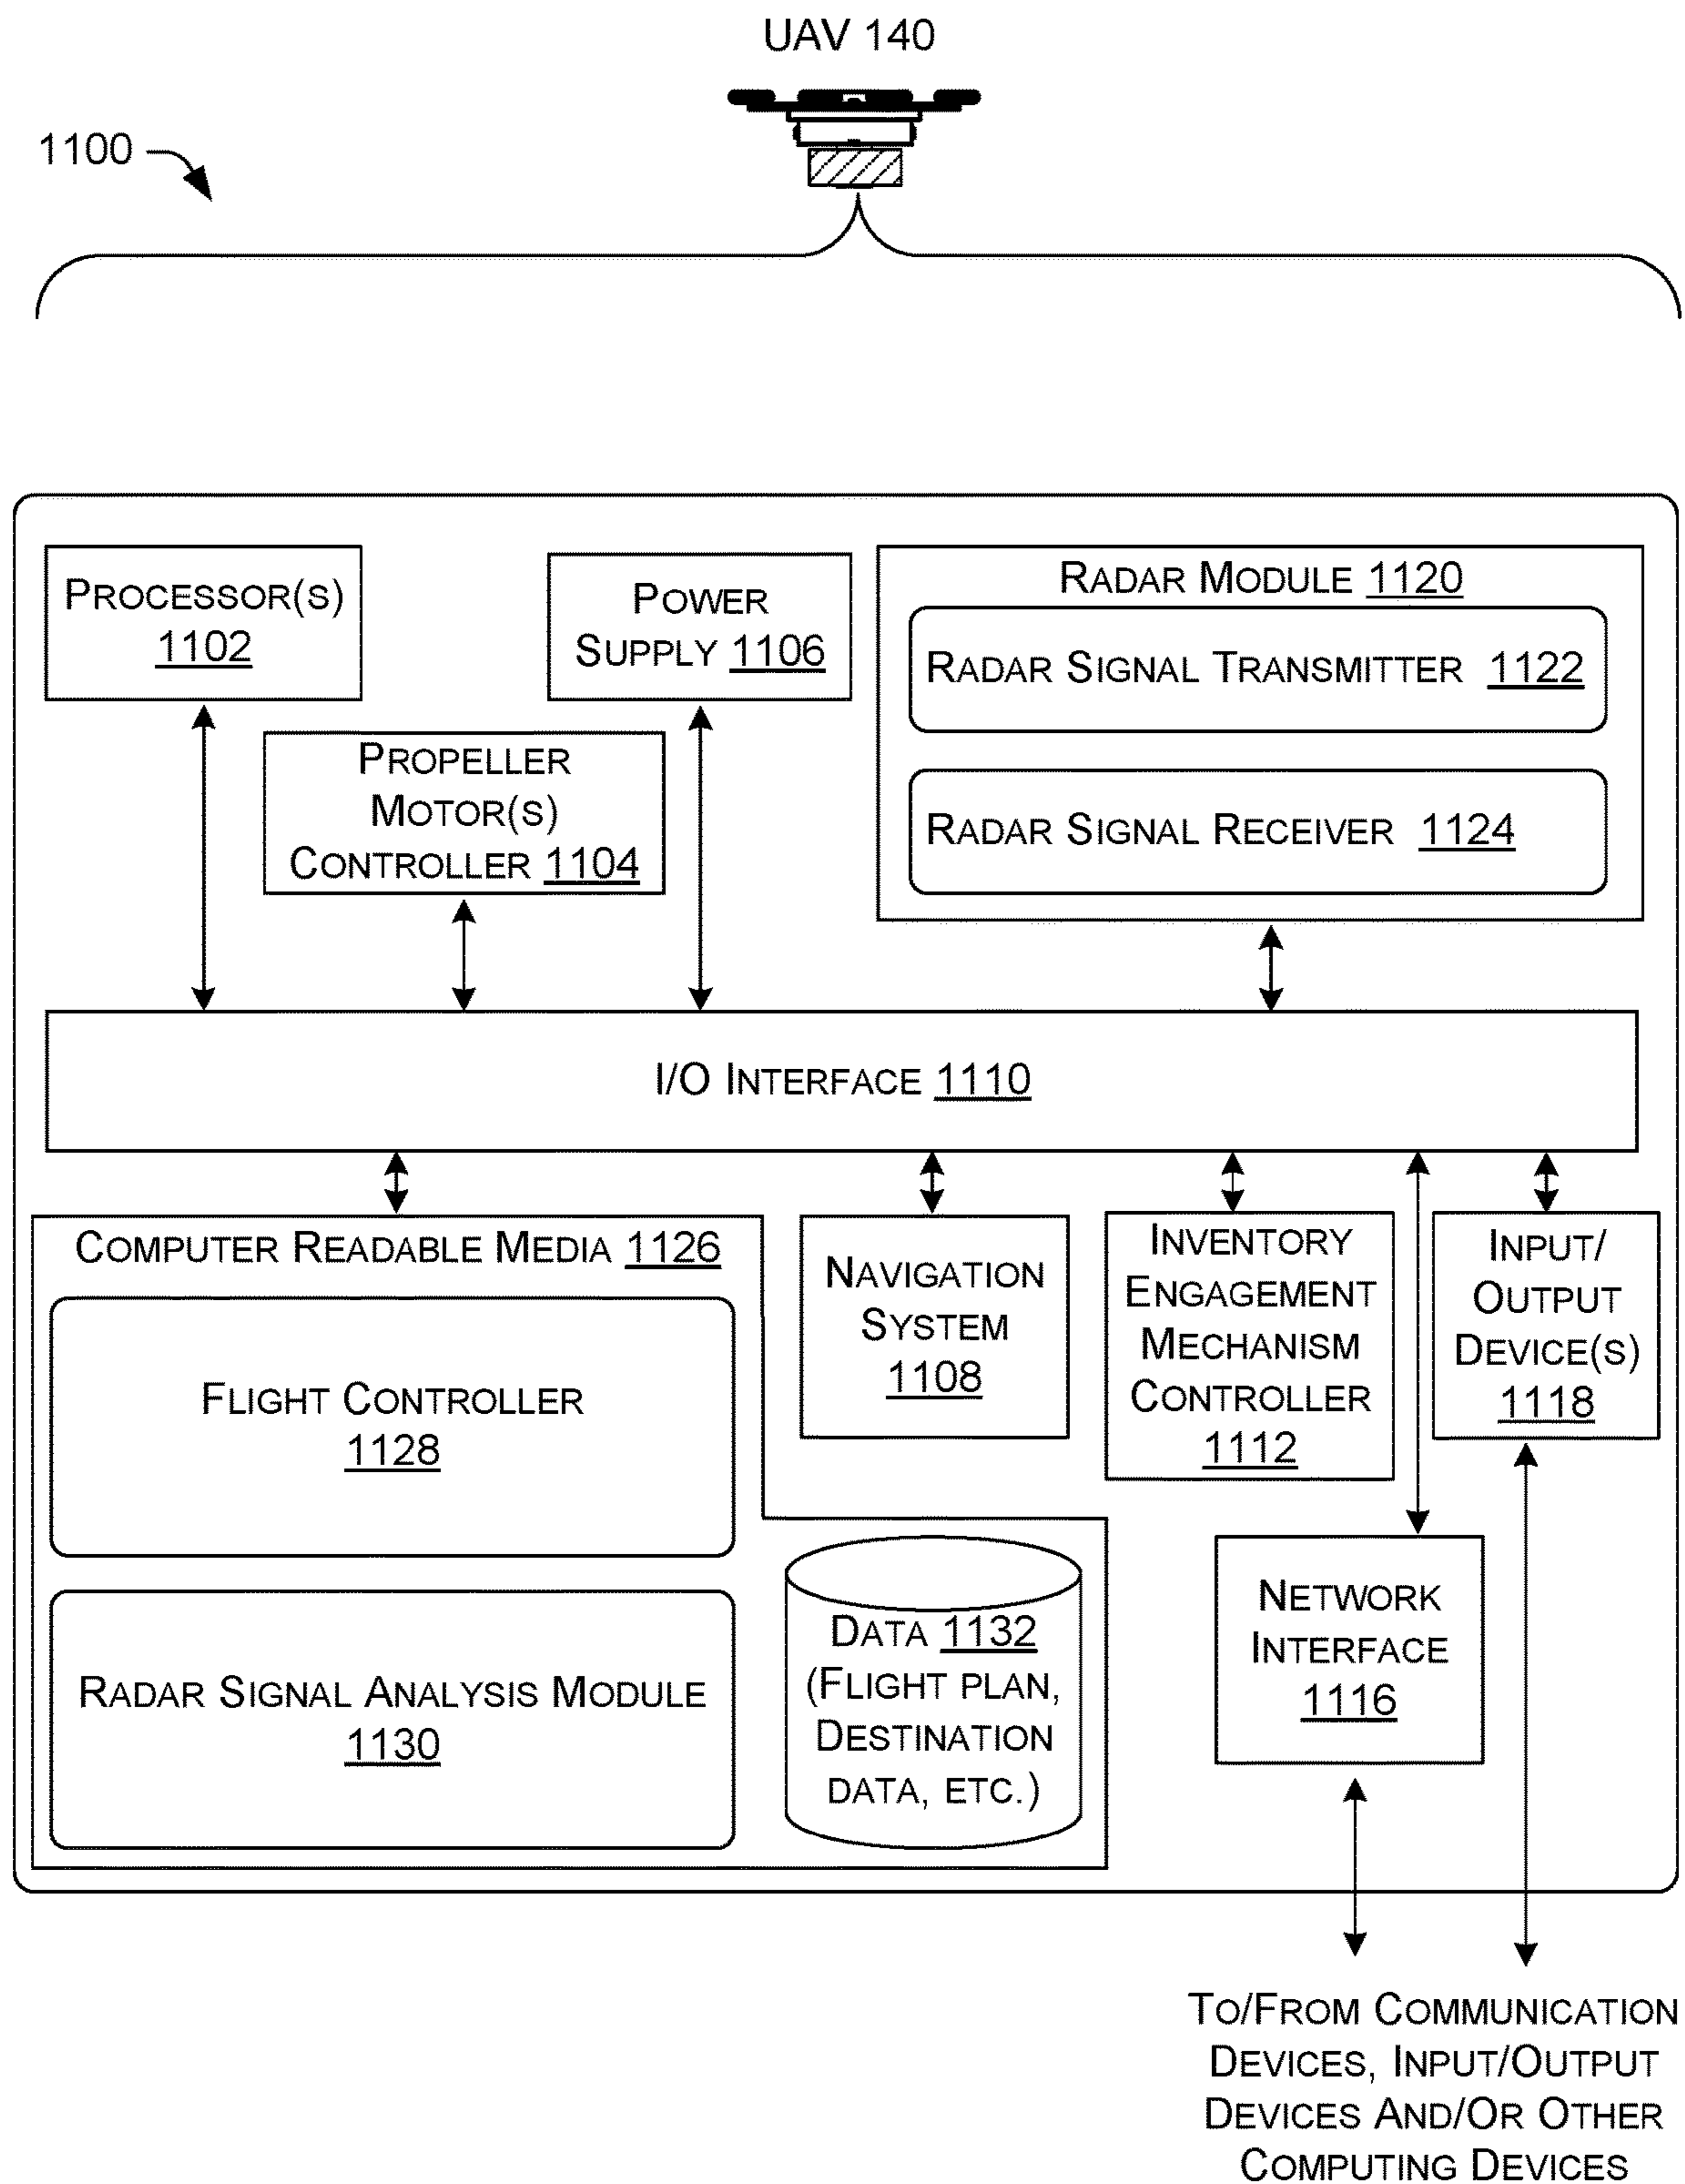 UAV 140
1100
PROCESSOR(S)
1102
POWER
SUPPLY 1106
PROPELLER
MOTOR(S)
CONTROLLER 1104
RADAR MODULE 1120
RADAR SIGNAL TRANSMITTER 1122
RADAR SIGNAL RECEIVER 1124
I/O INTERFACE 1110
COMPUTER READABLE MEDIA 1126
FLIGHT CONTROLLER
1128
RADAR SIGNAL ANALYSIS MODULE
1130
DATA 1132
(FLIGHT PLAN,
DESTINATION
DATA, ETC.)
NAVIGATION
SYSTEM
1108
INVENTORY
ENGAGEMENT
MECHANISM
CONTROLLER
1112
INPUT/
OUTPUT
DEVICE(S)
1118
NETWORK
INTERFACE
1116
TO/FROM COMMUNICATION
DEVICES, INPUT/OUTPUT
DEVICES AND/OR OTHER
COMPUTING DEVICES